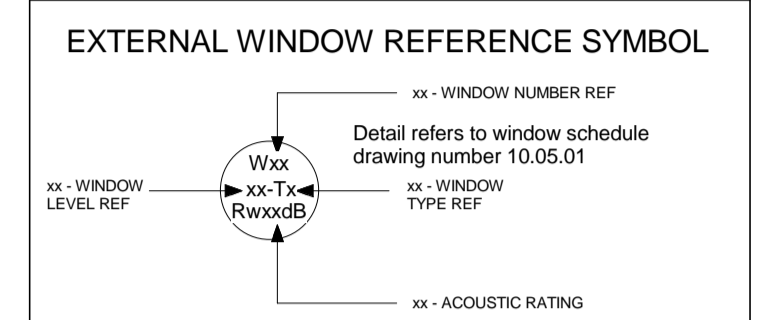 EXTERNAL WINDOW REFERENCE SYMBOL
xx - WINDOW NUMBER REF
Detail refers to window schedule
drawing number 10.05.01
Wxx
xx - WINDOW
LEVEL REF
xx-Tx
xx - WINDOW
TYPE REF
RwxxdB
xx - ACOUSTIC RATING